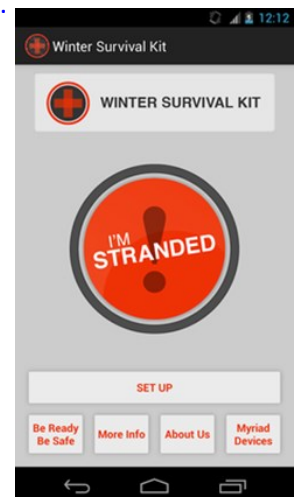 12:12
Winter Survival Kit
WINTER SURVIVAL KIT
I'M
STRANDED
SET UP
Be Ready
Be Safe
More Info
About Us
Myriad
Devices